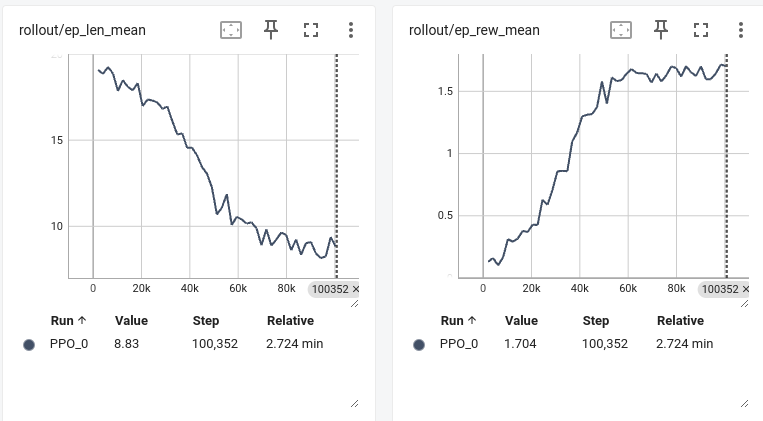 rollout/ep_len_mean
15
10
0 20k 40k 60k 80k 100352 ×
Run ↑ Value Step Relative
PPO_0 8.83 100,352 2.724 min
rollout/ep_rew_mean
1.5
1
0.5
0 20k 40k 60k 80k 100352 ×
Run ↑ Value Step Relative
PPO_0 1.704 100,352 2.724 min